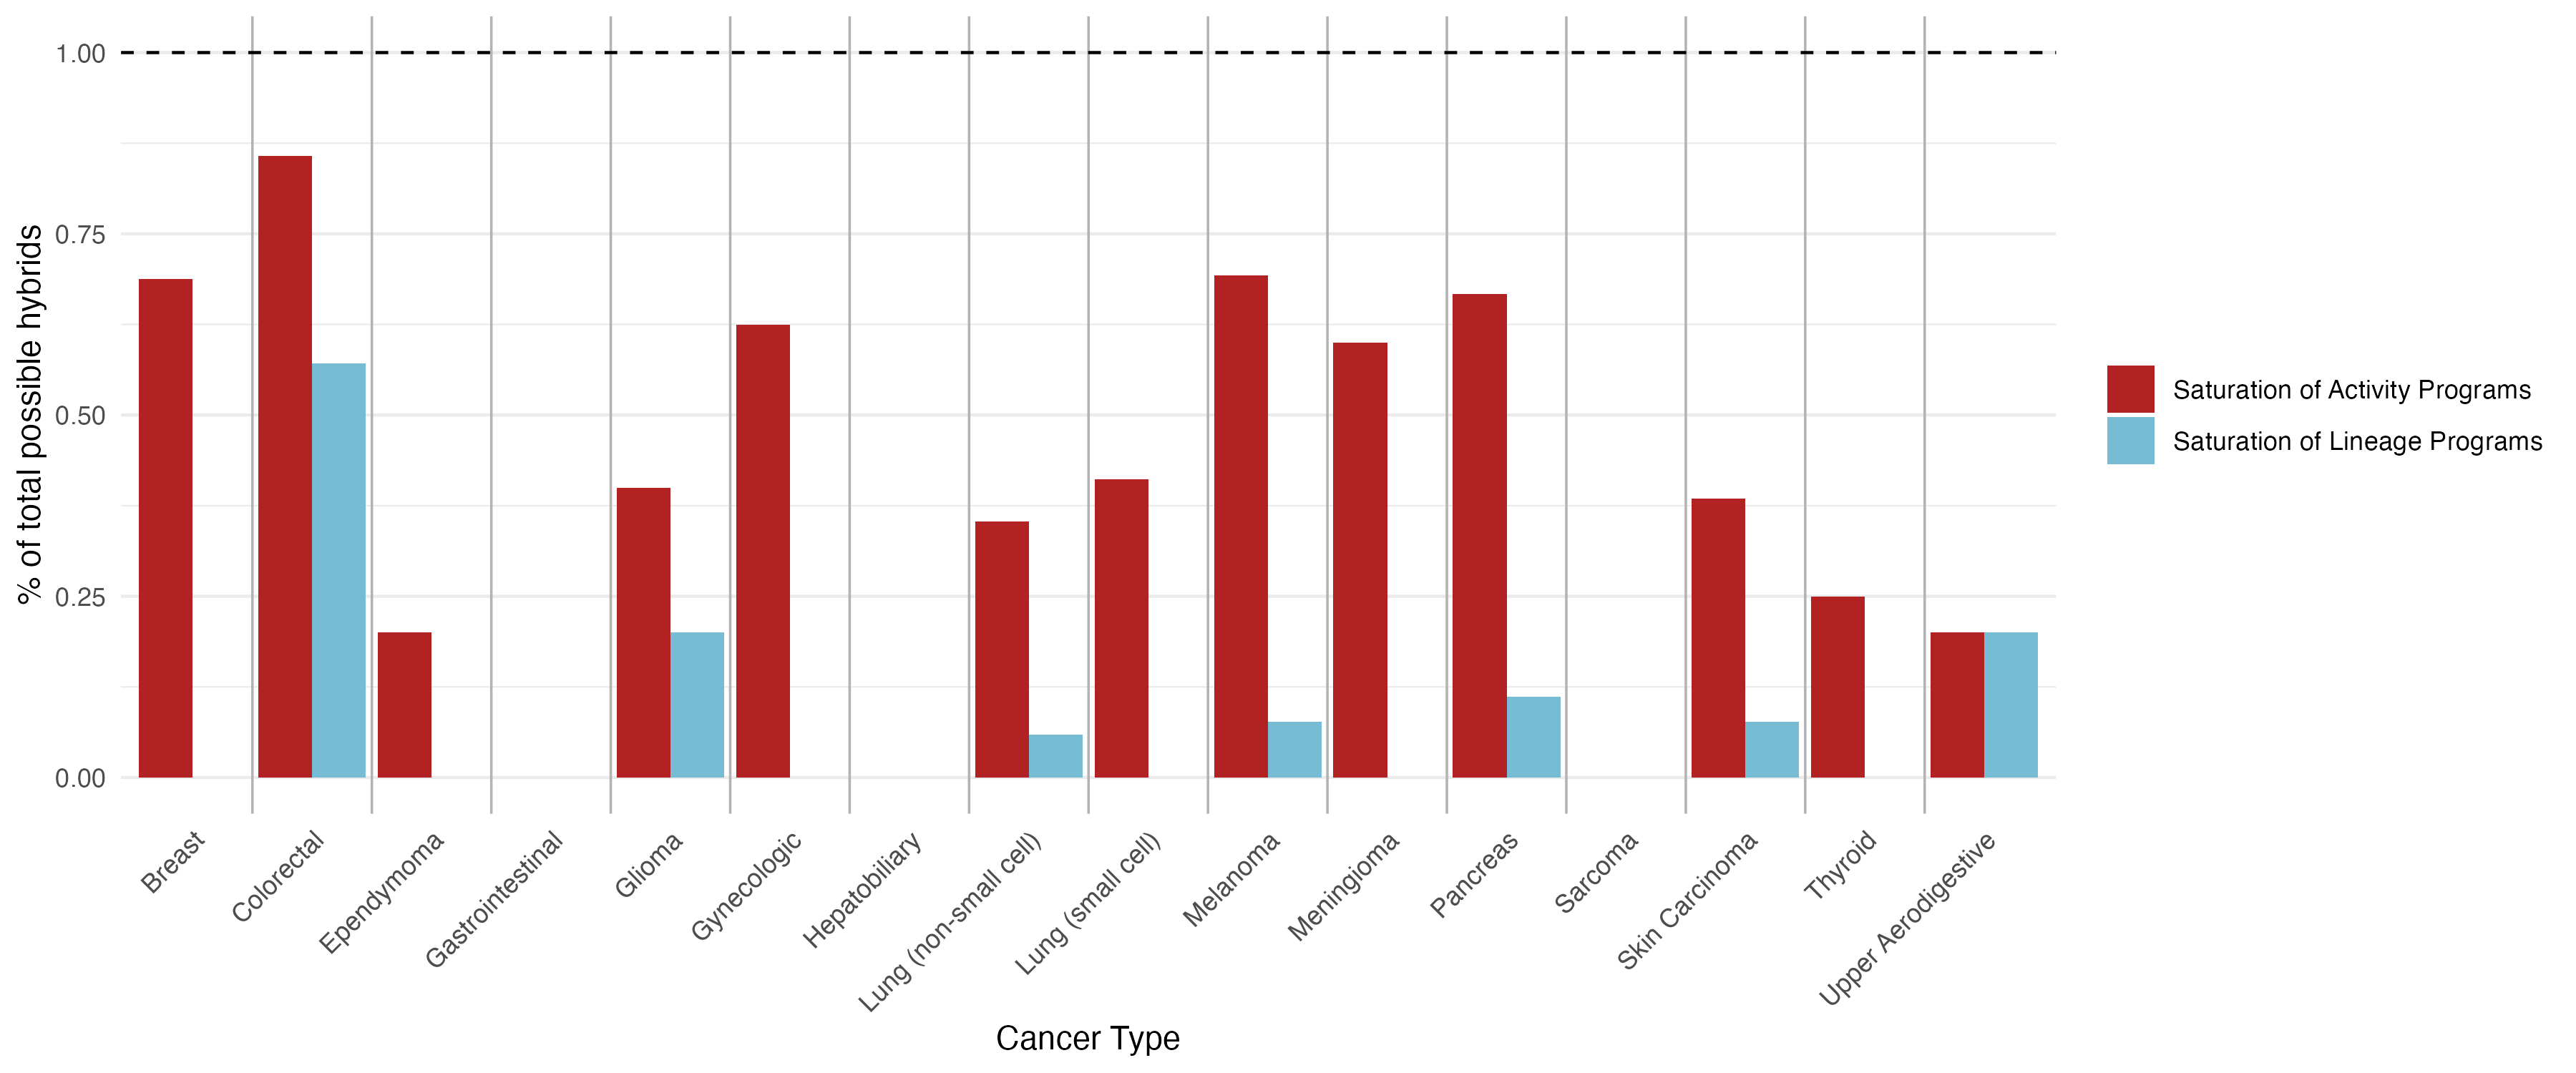 % of total possible hybrids
1.00
0.75
0.50
0.25
0.00
Breast
Colorectal
Ependymoma
Gastrointestinal
Glioma
Gynecologic
Hepatobiliary
Lung (non-small cell)
Lung (small cell)
Melanoma
Meningioma
Pancreas
Sarcoma
Skin Carcinoma
Thyroid
Upper Aerodigestive
Cancer Type
Saturation of Activity Programs
Saturation of Lineage Programs